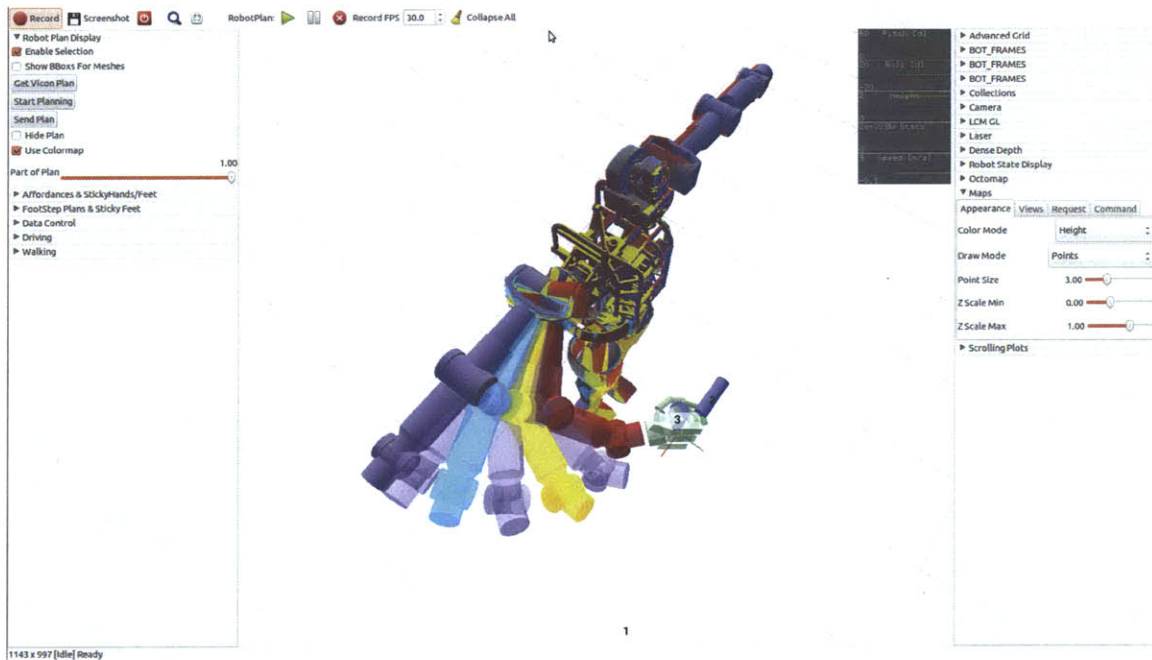 Record Screenshot RobotPlan: Record FPS 30.0 Collapse All
Robot Plan Display
Enable Selection
Show BBoxs For Meshes
Get Vicon Plan
Start Planning
Send Plan
Hide Plan
Use Colormap
1.00
Part of Plan
Affordances & StickyHands/Feet
FootStep Plans & Sticky Feet
Data Control
Driving
Walking
3
1
Advanced Grid
BOT_FRAMES
BOT_FRAMES
BOT_FRAMES
Collections
Camera
LCM GL
Laser
Dense Depth
Robot State Display
Octomap
Maps
Appearance Views Request Command
Color Mode Height
Draw Mode Points
Point Size 3.00
Z Scale Min 0.00
Z Scale Max 1.00
Scrolling Plots
1143 x 997 [Idle] Ready